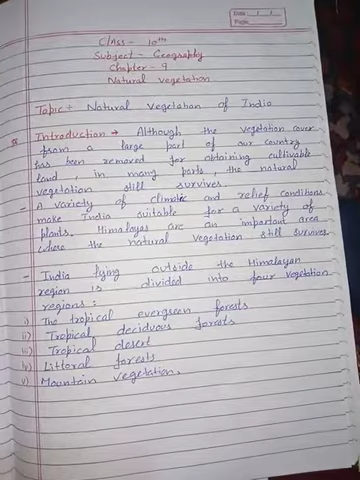 Date / /
Page
Class - 10th
Subject - Geography
Chapter - 9
Natural vegetation
Topic - Natural Vegetation of India
Introduction → Although the vegetation cover
from a large part of our country
has been removed for obtaining cultivable
land, in many parts, the natural
vegetation still survives.
- A variety of climatic and relief conditions
make India suitable for a variety of
plants. Himalayas are an important area
where the natural vegetation still survives.
- India lying outside the Himalayan
region is divided into four vegetation
regions:
i) The tropical evergreen forests
ii) Tropical deciduous forests
iii) Tropical desert
iv) Littoral forests
v) Mountain vegetation.